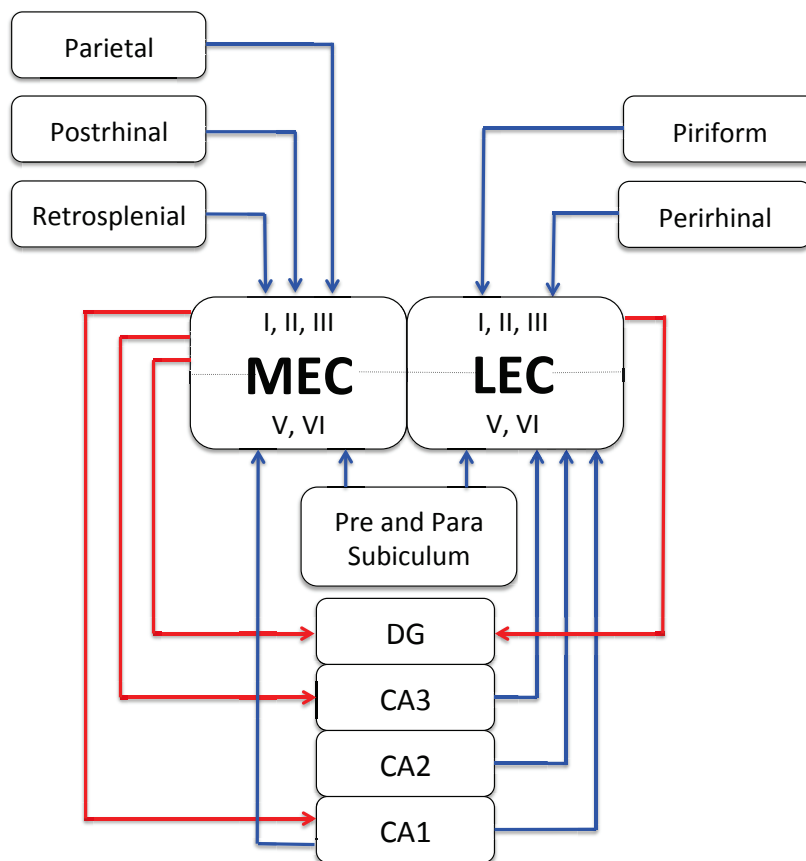 Parietal
Postrhinal
Piriform
Retrosplenial
Perirhinal
I, II, III
I, II, III
MEC
LEC
V, VI
V, VI
Pre and Para
Subiculum
DG
CA3
CA2
CA1